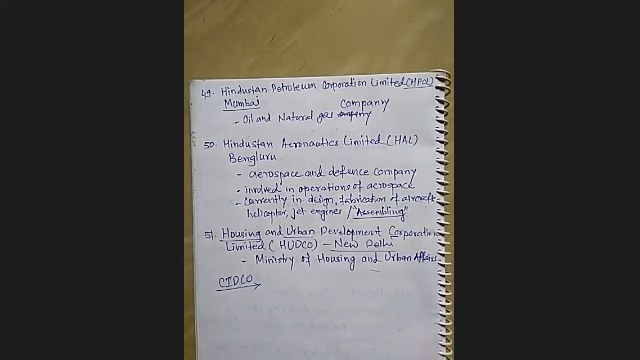 49. Hindustan Petroleum Corporation Limited (HPCL)
Mumbai
Company
- Oil and Natural gas
50. Hindustan Aeronautics Limited (HAL)
Bengluru
- aerospace and defence company
- involved in operations of aerospace
- currently in design, fabrication of aircraft
helicoptor, jet engines / "Assembling"
51. Housing and Urban Development Corporation
Limited (HUDCO) - New Delhi
- Ministry of Housing and Urban Affairs
CIDCO →